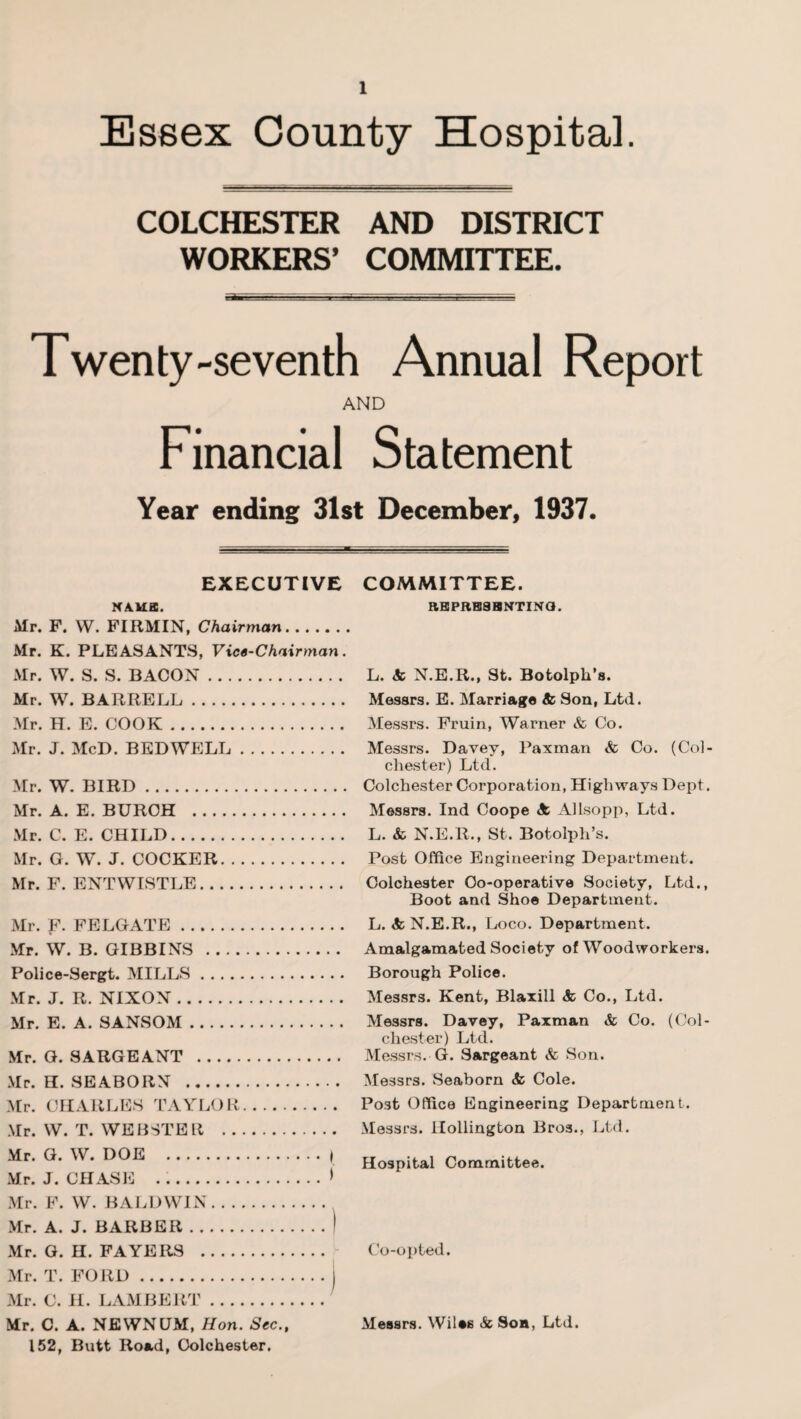 1
Essex County Hospital.
COLCHESTER AND DISTRICT
WORKERS' COMMITTEE.
Twenty-seventh Annual Report
AND
Financial Statement
Year ending 31st December, 1937.
EXECUTIVE COMMITTEE.
NAME. REPRESENTING.
Mr. F. W. FIRMIN, Chairman.......
Mr. K. PLEASANTS, Vice-Chairman.
Mr. W. S. S. BACON .............. L. & N.E.R., St. Botolph's.
Mr. W. BARRELL ................ Messrs. E. Marriage & Son, Ltd.
Mr. H. E. COOK .................. Messrs. Fruin, Warner & Co.
Mr. J. McD. BEDWELL ........... Messrs. Davey, Paxman & Co. (Col-
chester) Ltd.
Mr. W. BIRD ..................... Colchester Corporation, Highways Dept.
Mr. A. E. BURCH ................ Messrs. Ind Coope & Allsopp, Ltd.
Mr. C. E. CHILD.................. L. & N.E.R., St. Botolph's.
Mr. G. W. J. COCKER............. Post Office Engineering Department.
Mr. F. ENTWISTLE............... Colchester Co-operative Society, Ltd.,
Boot and Shoe Department.
Mr. F. FELGATE ................. L. & N.E.R., Loco. Department.
Mr. W. B. GIBBINS .............. Amalgamated Society of Woodworkers.
Police-Sergt. MILLS ............... Borough Police.
Mr. J. R. NIXON ................. Messrs. Kent, Blaxill & Co., Ltd.
Mr. E. A. SANSOM ................ Messrs. Davey, Paxman & Co. (Col-
chester) Ltd.
Mr. G. SARGEANT ............... Messrs. G. Sargeant & Son.
Mr. H. SEABORN ................ Messrs. Seaborn & Cole.
Mr. CHARLES TAYLOR.......... Post Office Engineering Department.
Mr. W. T. WEBSTER ............ Messrs. Hollington Bros., Ltd.
Mr. G. W. DOE ................
Mr. J. CHASE ................. Hospital Committee.
Mr. F. W. BALDWIN............
Mr. A. J. BARBER..............
Mr. G. H. FAYERS ............. Co-opted.
Mr. T. FORD ...................
Mr. C. H. LAMBERT ............
Mr. C. A. NEWNUM, Hon. Sec., Messrs. Wiles & Son, Ltd.
152, Butt Road, Colchester.